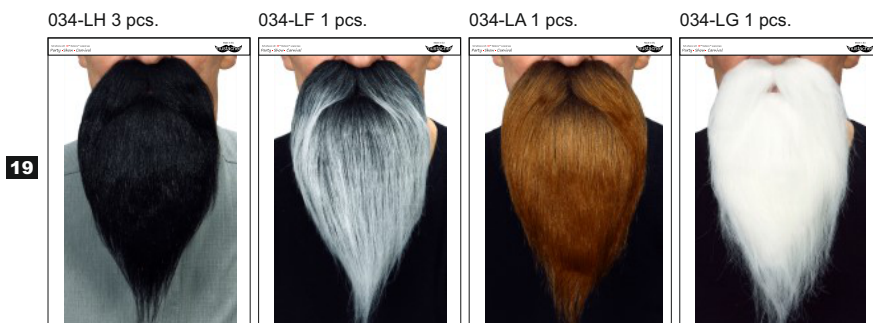 034-LH 3 pcs.
034-LF 1 pcs.
034-LA 1 pcs.
034-LG 1 pcs.
Party•Show•Carnival
Party•Show•Carnival
Party•Show•Carnival
Party•Show•Carnival
19